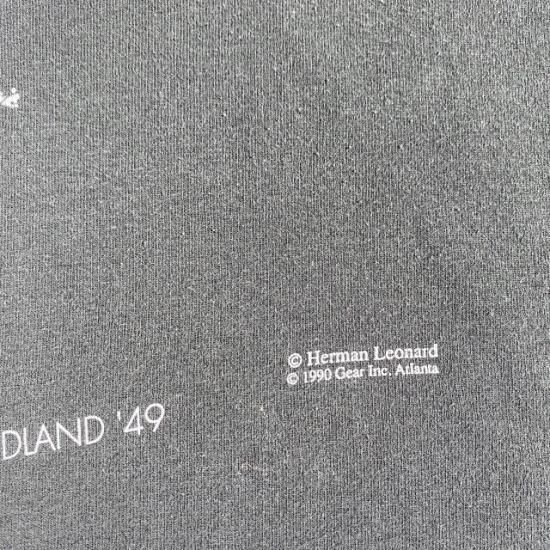 © Herman Leonard
© 1990 Gear Inc. Atlanta
DLAND '49